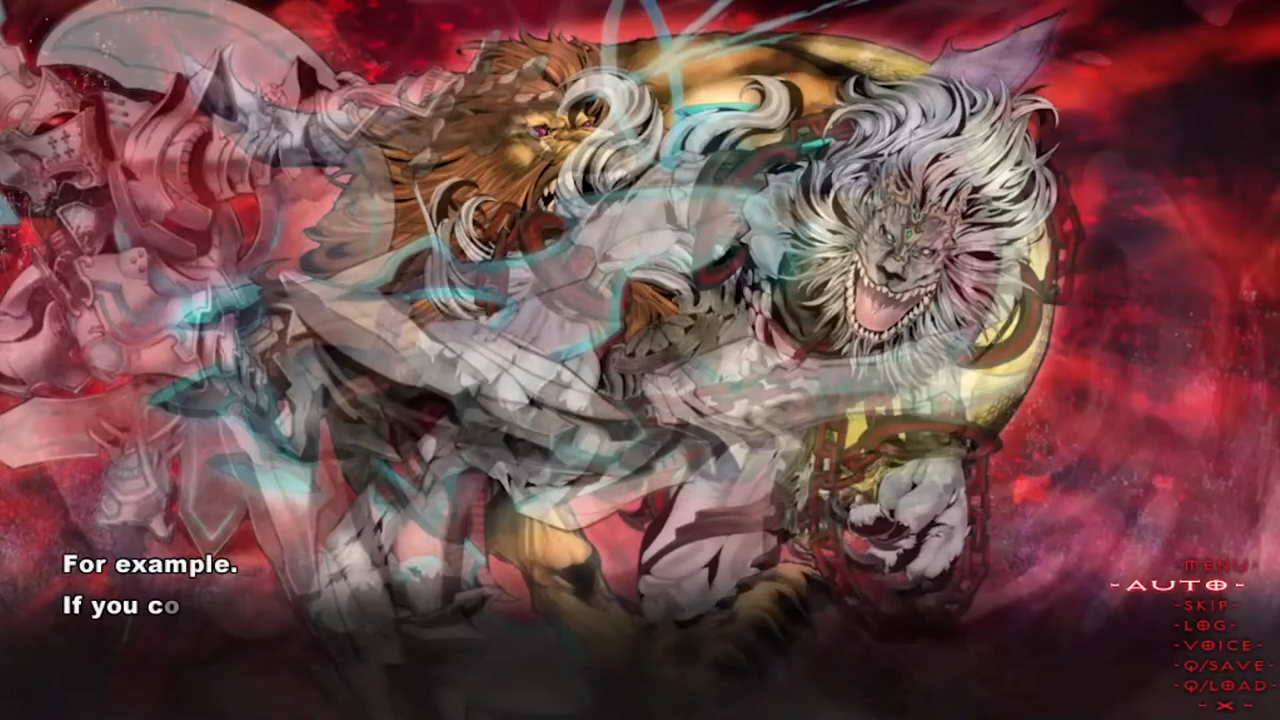 For example.
If you co
-MENU-
-AUTO-
-SKIP-
-LOG-
-VOICE-
-Q/SAVE-
-Q/LOAD-
-×-